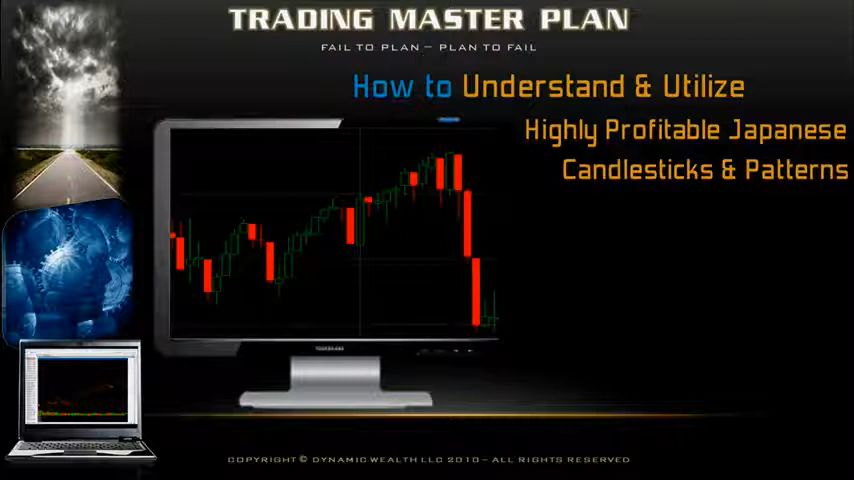 TRADING MASTER PLAN
FAIL TO PLAN – PLAN TO FAIL
How to Understand & Utilize
Highly Profitable Japanese
Candlesticks & Patterns
COPYRIGHT © DYNAMIC WEALTH LLC 2010 – ALL RIGHTS RESERVED